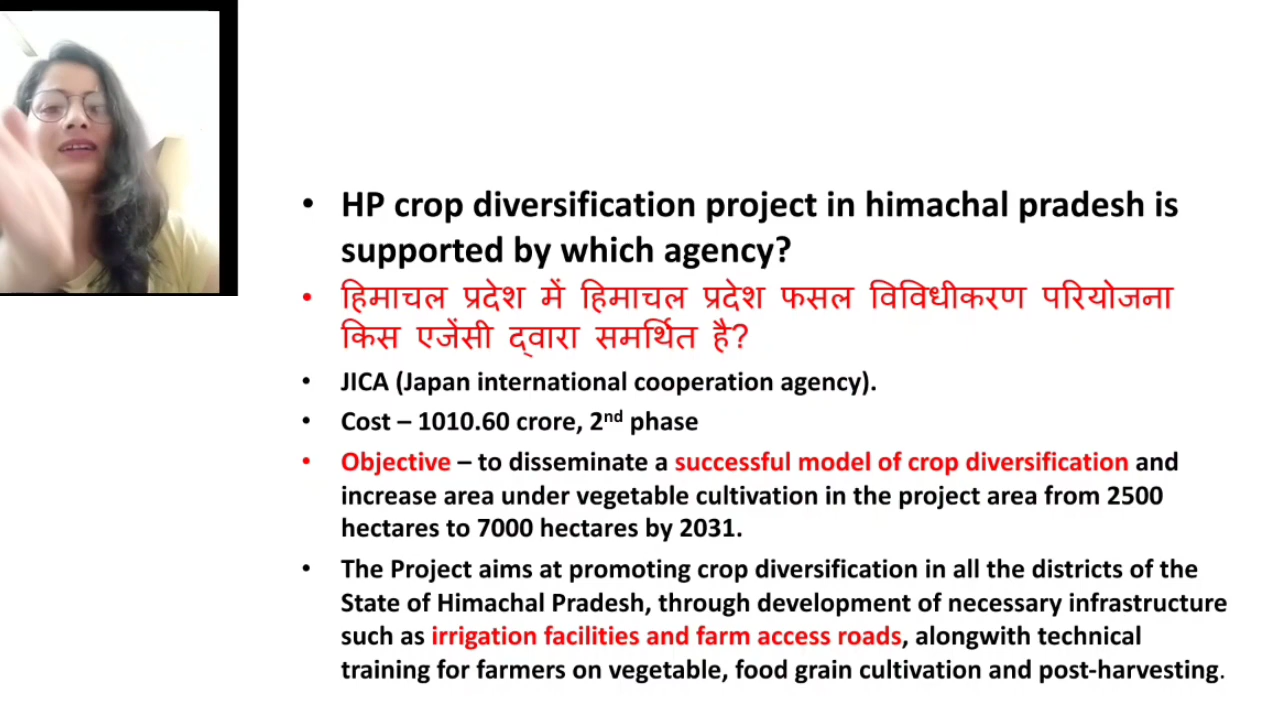 • HP crop diversification project in himachal pradesh is
supported by which agency?
• हिमाचल प्रदेश में हिमाचल प्रदेश फसल विविधीकरण परियोजना
किस एजेंसी द्वारा समर्थित है?
• JICA (Japan international cooperation agency).
• Cost – 1010.60 crore, 2nd phase
• Objective – to disseminate a successful model of crop diversification and
increase area under vegetable cultivation in the project area from 2500
hectares to 7000 hectares by 2031.
• The Project aims at promoting crop diversification in all the districts of the
State of Himachal Pradesh, through development of necessary infrastructure
such as irrigation facilities and farm access roads, alongwith technical
training for farmers on vegetable, food grain cultivation and post-harvesting.